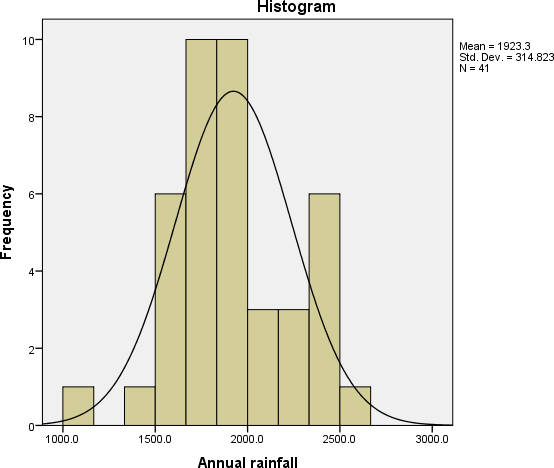 Histogram
Mean = 1923.3
Std. Dev. = 314.823
N = 41
Frequency
10
8
6
4
2
0
1000.0 1500.0 2000.0 2500.0 3000.0
Annual rainfall